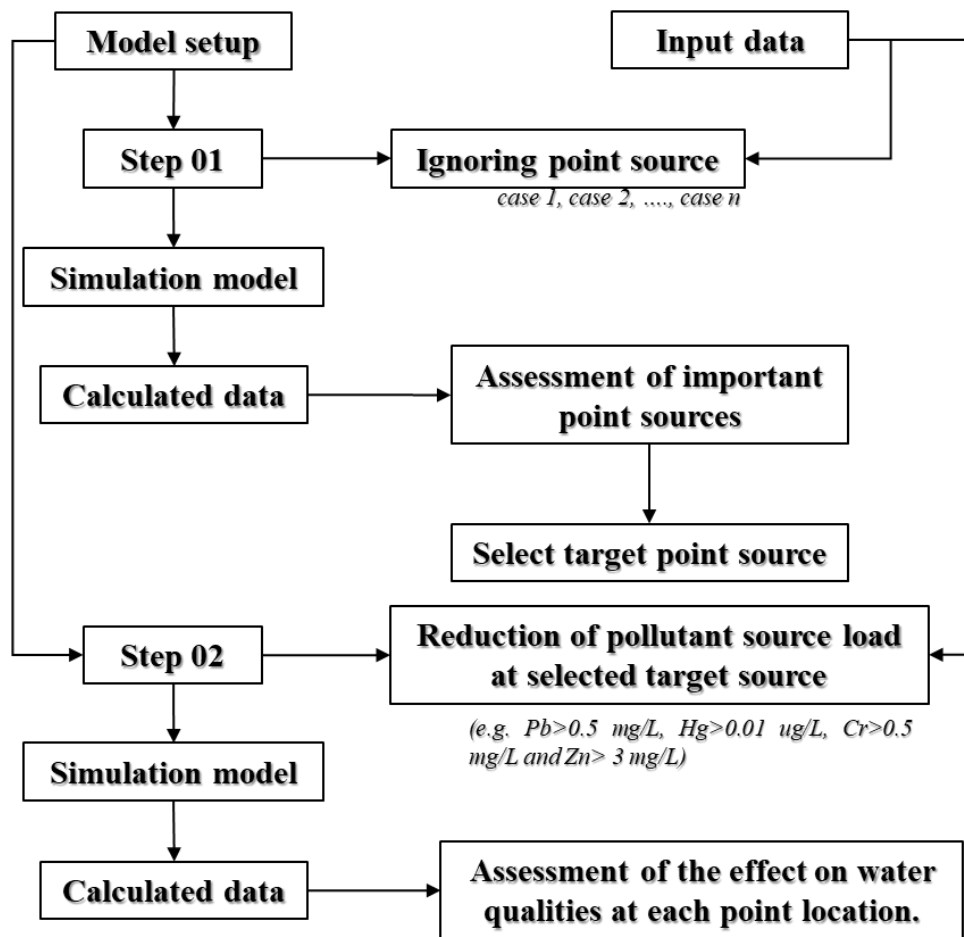 Model setup
Input data
Step 01
Ignoring point source
case 1, case 2, ...., case n
Simulation model
Calculated data
Assessment of important
point sources
Select target point source
Step 02
Reduction of pollutant source load
at selected target source
(e.g. Pb>0.5 mg/L, Hg>0.01 ug/L, Cr>0.5
mg/L and Zn> 3 mg/L)
Simulation model
Calculated data
Assessment of the effect on water
qualities at each point location.